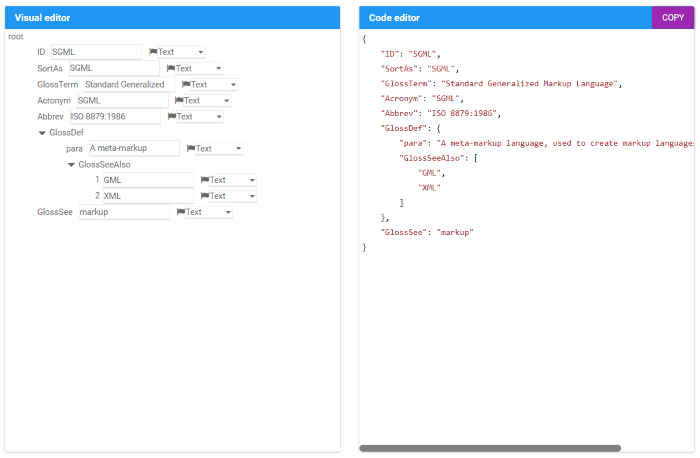 Visual editor
root
ID SGML Text
SortAs SGML Text
GlossTerm Standard Generalized Text
Acronym SGML Text
Abbrev ISO 8879:1986 Text
GlossDef
para A meta-markup Text
GlossSeeAlso
1 GML Text
2 XML Text
GlossSee markup Text
Code editor
COPY
{
"ID": "SGML",
"SortAs": "SGML",
"GlossTerm": "Standard Generalized Markup Language",
"Acronym": "SGML",
"Abbrev": "ISO 8879:1986",
"GlossDef": {
"para": "A meta-markup language, used to create markup languages
"GlossSeeAlso": [
"GML",
"XML"
]
},
"GlossSee": "markup"
}